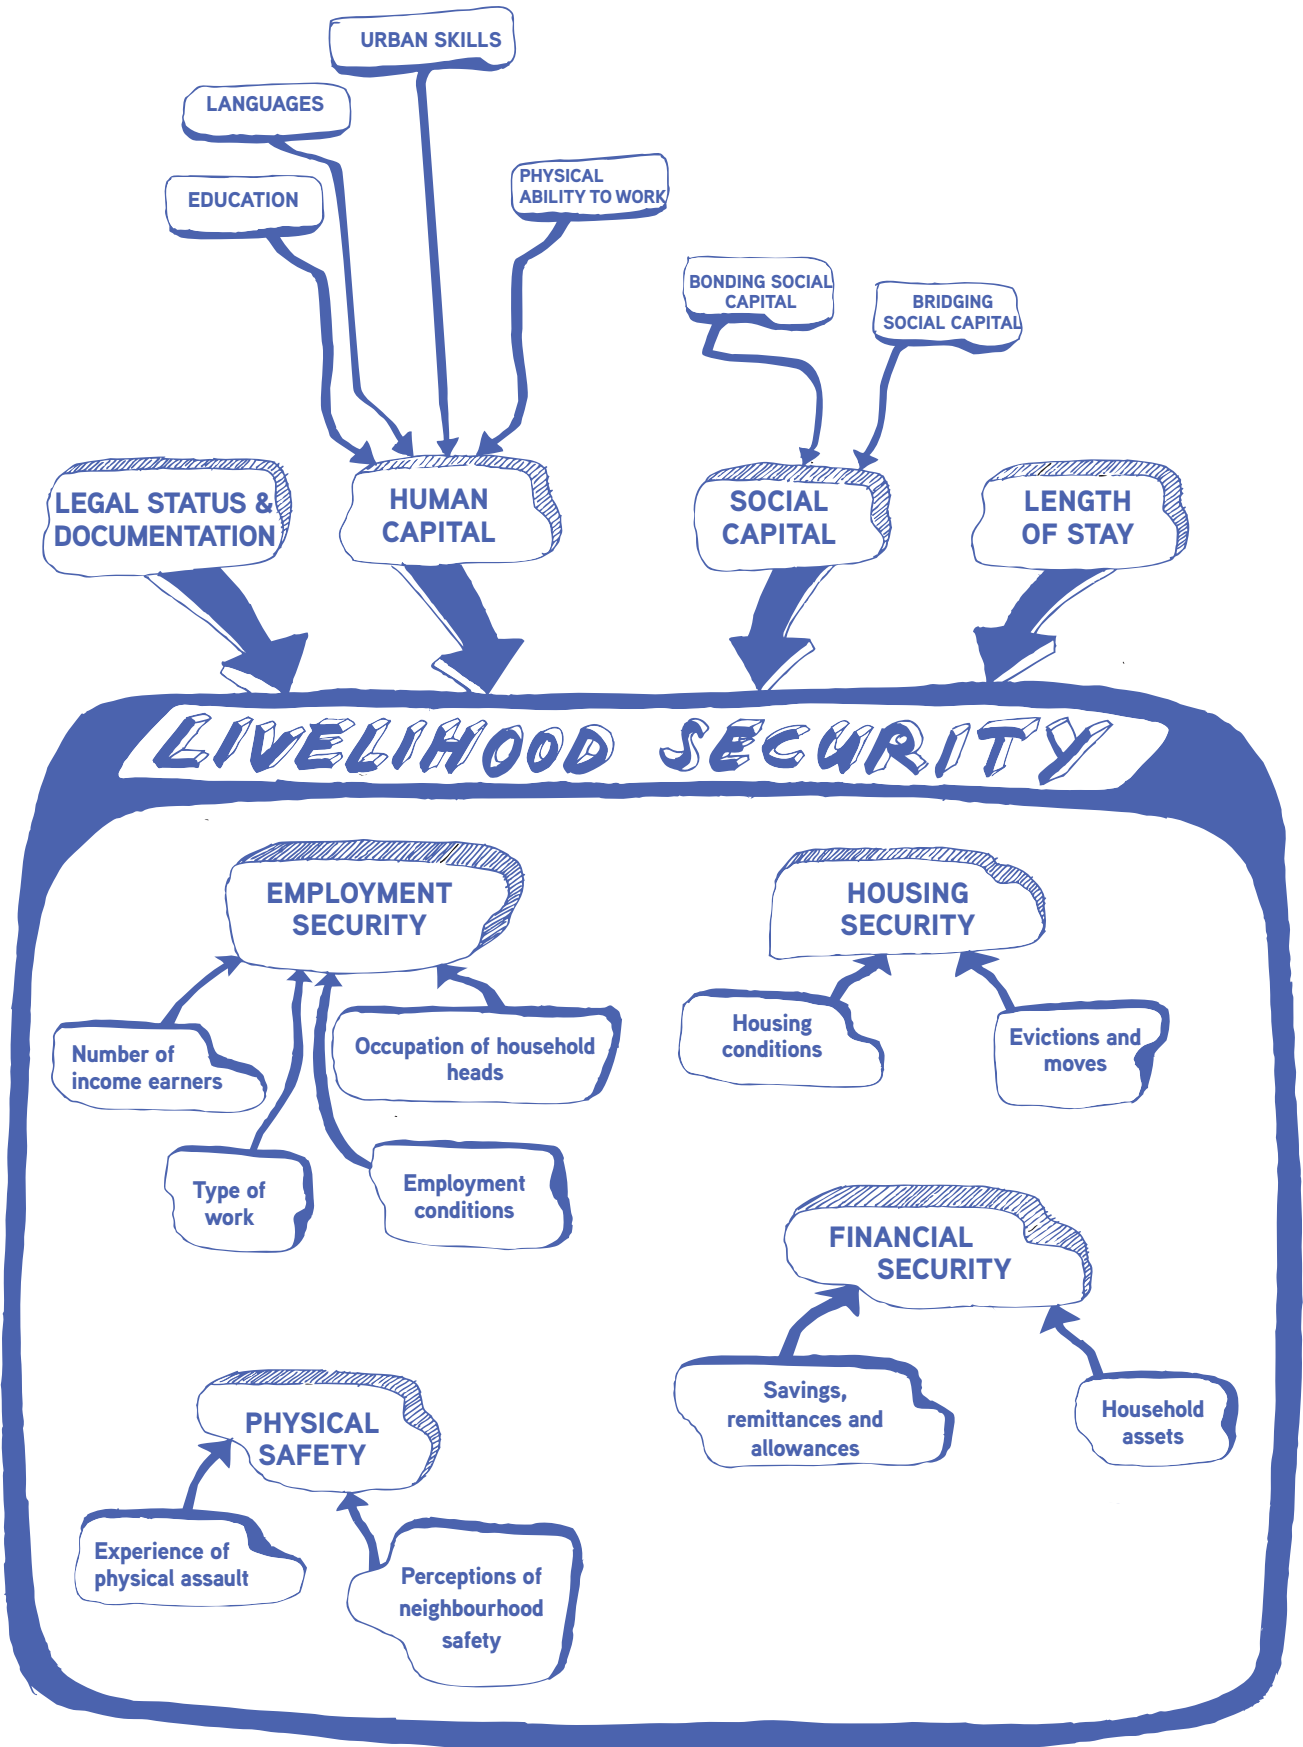 URBAN SKILLS
LANGUAGES
EDUCATION
PHYSICAL
ABILITY TO WORK
BONDING SOCIAL
CAPITAL
BRIDGING
SOCIAL CAPITAL
LEGAL STATUS &
DOCUMENTATION
HUMAN
CAPITAL
SOCIAL
CAPITAL
LENGTH
OF STAY
LIVELIHOOD SECURITY
EMPLOYMENT
SECURITY
HOUSING
SECURITY
Number of
income earners
Occupation of household
heads
Housing
conditions
Evictions and
moves
Type of
work
Employment
conditions
FINANCIAL
SECURITY
Savings,
remittances and
allowances
Household
assets
PHYSICAL
SAFETY
Experience of
physical assault
Perceptions of
neighbourhood
safety